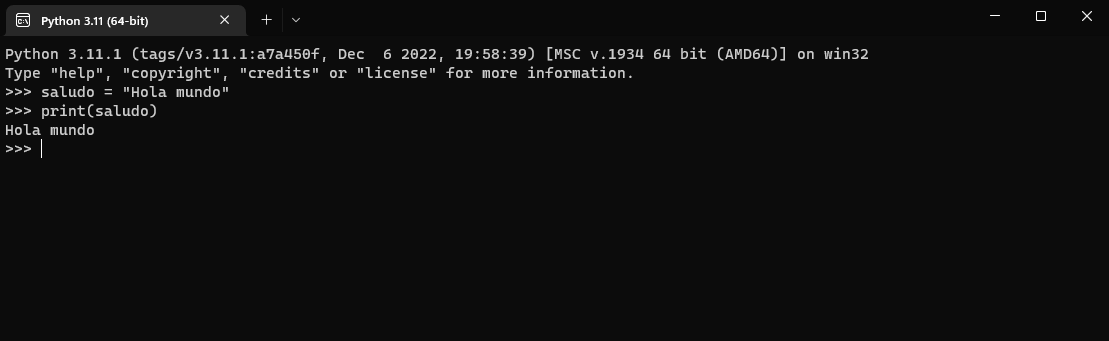 Python 3.11 (64-bit)
Python 3.11.1 (tags/v3.11.1:a7a450f, Dec  6 2022, 19:58:39) [MSC v.1934 64 bit (AMD64)] on win32
Type "help", "copyright", "credits" or "license" for more information.
>>> saludo = "Hola mundo"
>>> print(saludo)
Hola mundo
>>>